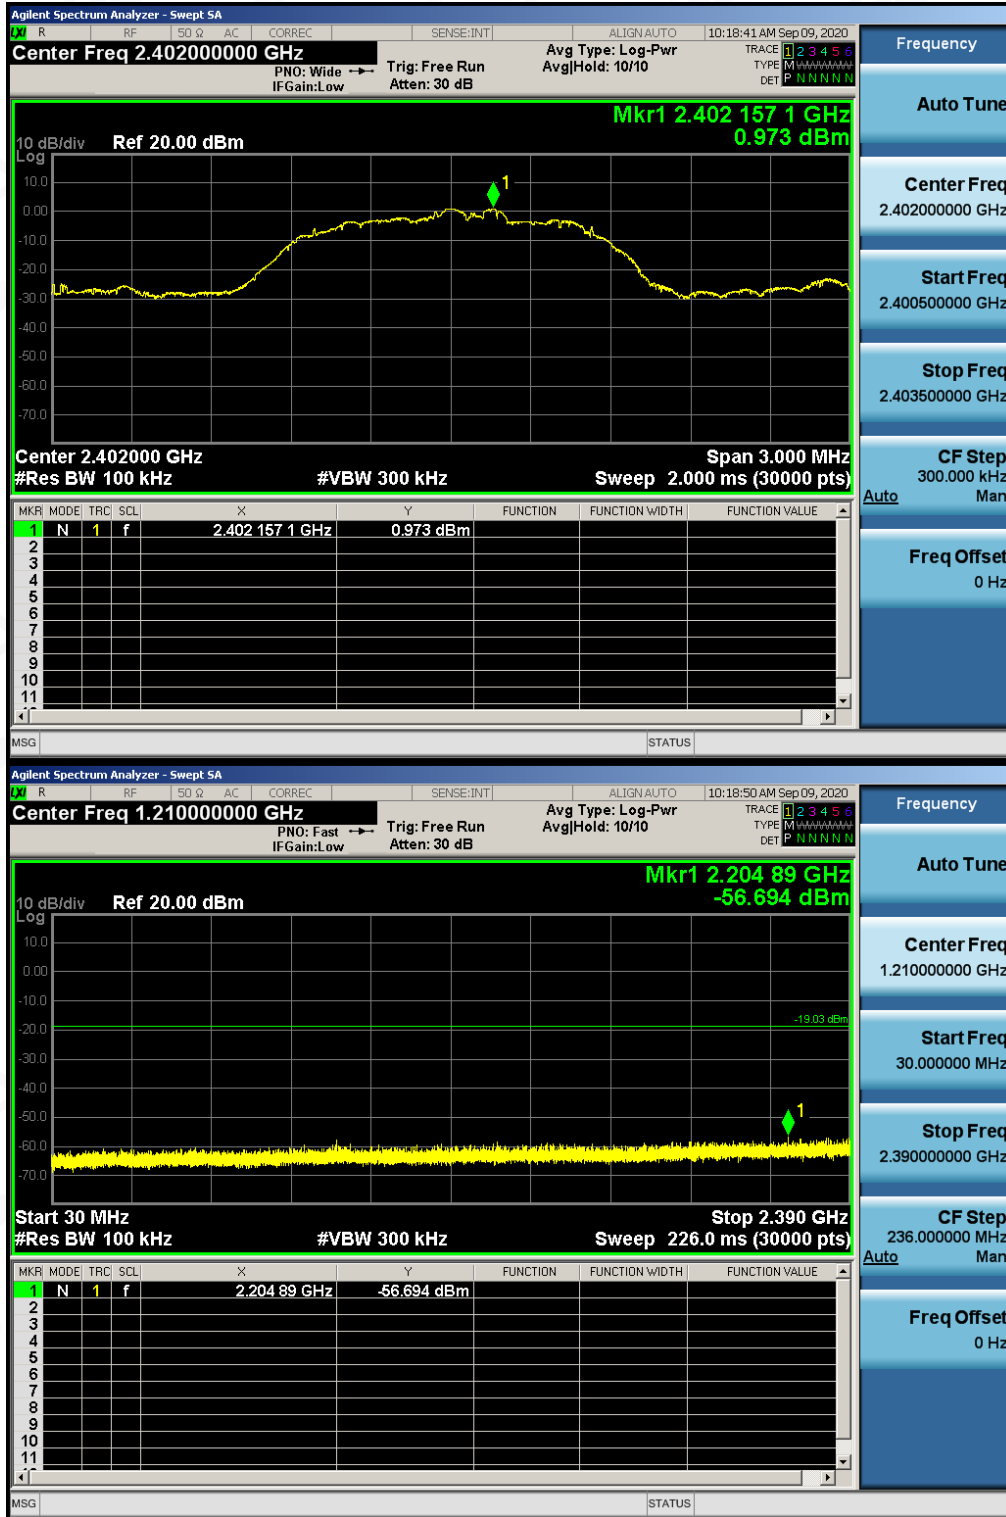 Agilent Spectrum Analyzer - Swept SA
LXI R RF 50 Ω AC CORREC SENSE:INT ALIGN AUTO 10:18:41 AM Sep 09, 2020
Center Freq 2.402000000 GHz
PNO: Wide Trig: Free Run
IFGain:Low Atten: 30 dB
Avg Type: Log-Pwr
Avg|Hold: 10/10
TRACE 1 2 3 4 5 6
TYPE M
DET P N N N N N
Mkr1 2.402 157 1 GHz
0.973 dBm
10 dB/div Ref 20.00 dBm
Log
10.0
0.00
-10.0
-20.0
-30.0
-40.0
-50.0
-60.0
-70.0
1
Center 2.402000 GHz Span 3.000 MHz
#Res BW 100 kHz #VBW 300 kHz Sweep 2.000 ms (30000 pts)
MKR MODE TRC SCL X Y FUNCTION FUNCTION WIDTH FUNCTION VALUE
1 N 1 f 2.402 157 1 GHz 0.973 dBm
2
3
4
5
6
7
8
9
10
11
MSG STATUS
Frequency
Auto Tune
Center Freq
2.402000000 GHz
Start Freq
2.400500000 GHz
Stop Freq
2.403500000 GHz
CF Step
300.000 kHz
Auto Man
Freq Offset
0 Hz
Agilent Spectrum Analyzer - Swept SA
LXI R RF 50 Ω AC CORREC SENSE:INT ALIGN AUTO 10:18:50 AM Sep 09, 2020
Center Freq 1.210000000 GHz
PNO: Fast Trig: Free Run
IFGain:Low Atten: 30 dB
Avg Type: Log-Pwr
Avg|Hold: 10/10
TRACE 1 2 3 4 5 6
TYPE M
DET P N N N N N
Mkr1 2.204 89 GHz
-56.694 dBm
10 dB/div Ref 20.00 dBm
Log
10.0
0.00
-10.0
-20.0
-30.0
-40.0
-50.0
-60.0
-70.0
-19.03 dBm
1
Start 30 MHz Stop 2.390 GHz
#Res BW 100 kHz #VBW 300 kHz Sweep 226.0 ms (30000 pts)
MKR MODE TRC SCL X Y FUNCTION FUNCTION WIDTH FUNCTION VALUE
1 N 1 f 2.204 89 GHz -56.694 dBm
2
3
4
5
6
7
8
9
10
11
MSG STATUS
Frequency
Auto Tune
Center Freq
1.210000000 GHz
Start Freq
30.000000 MHz
Stop Freq
2.390000000 GHz
CF Step
236.000000 MHz
Auto Man
Freq Offset
0 Hz